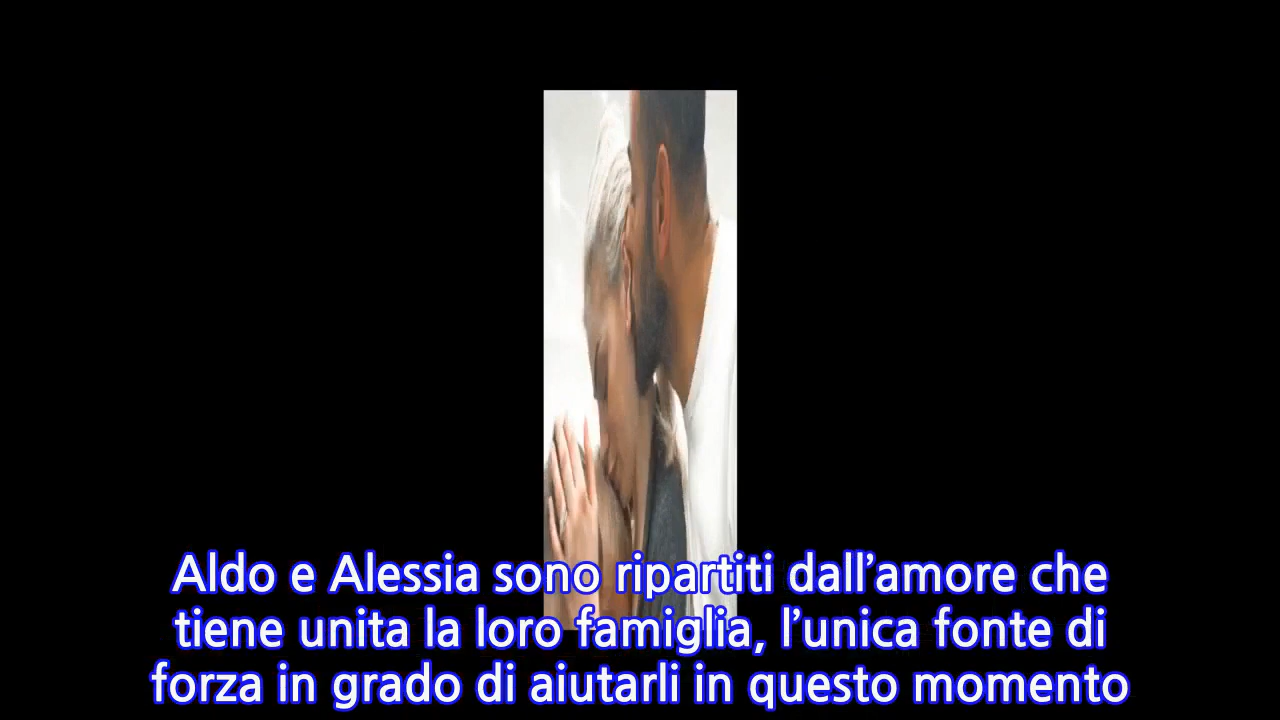 Aldo e Alessia sono ripartiti dall'amore che
tiene unita la loro famiglia, l'unica fonte di
forza in grado di aiutarli in questo momento